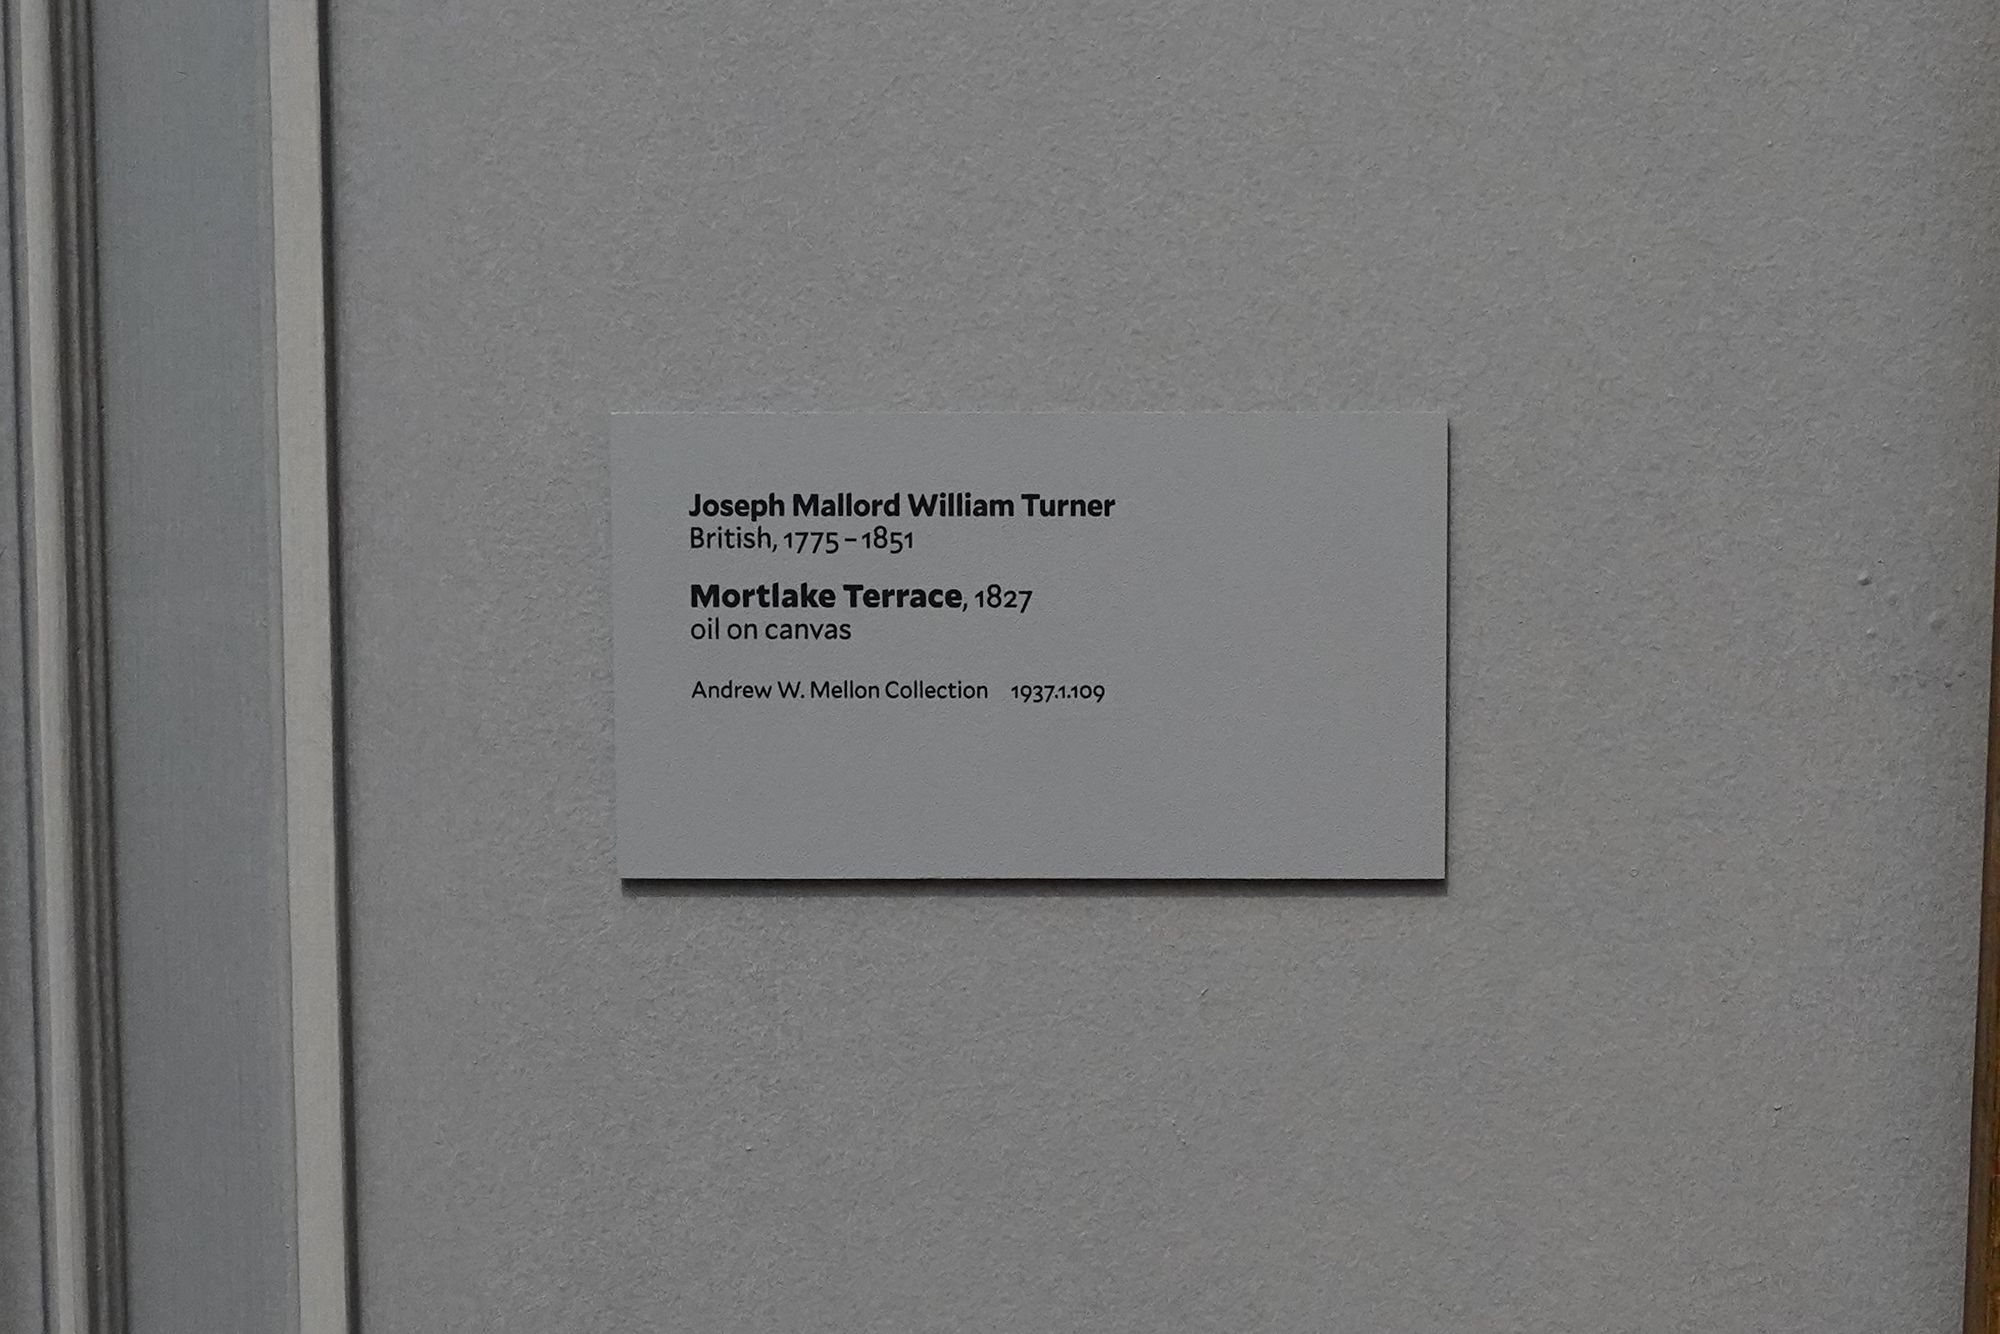 Joseph Mallord William Turner
British, 1775 – 1851
Mortlake Terrace, 1827
oil on canvas
Andrew W. Mellon Collection 1937.1.109